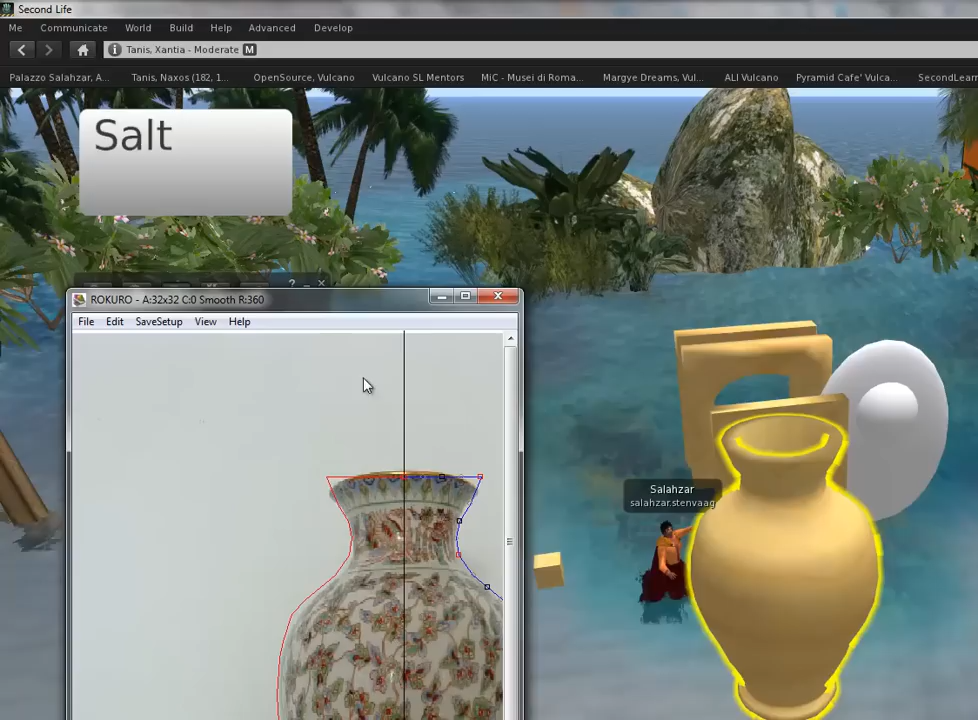 Second Life
Me Communicate World Build Help Advanced Develop
Tanis, Xantia - Moderate M
Palazzo Salahzar, A... Tanis, Naxos (182, 1... OpenSource, Vulcano Vulcano SL Mentors MiC - Musei di Roma... Margye Dreams, Vul... ALI Vulcano Pyramid Cafe' Vulca... SecondLearn
Salt
ROKURO - A:32x32 C:0 Smooth R:360
File Edit SaveSetup View Help
Salahzar
salahzar.stenvaag